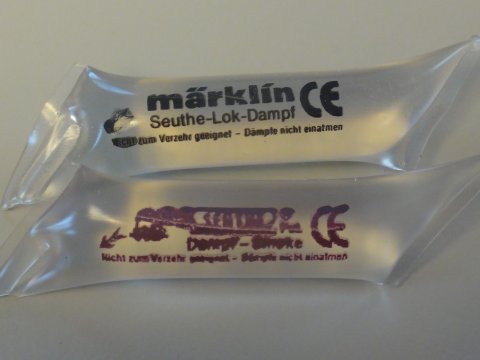 märklin CE
Seuthe-Lok-Dampf
Nicht zum Verzehr geeignet - Dämpfe nicht einatmen
SEUTHE CE
Dampf - Smoke
Nicht zum Verzehr geeignet - Dämpfe nicht einatmen